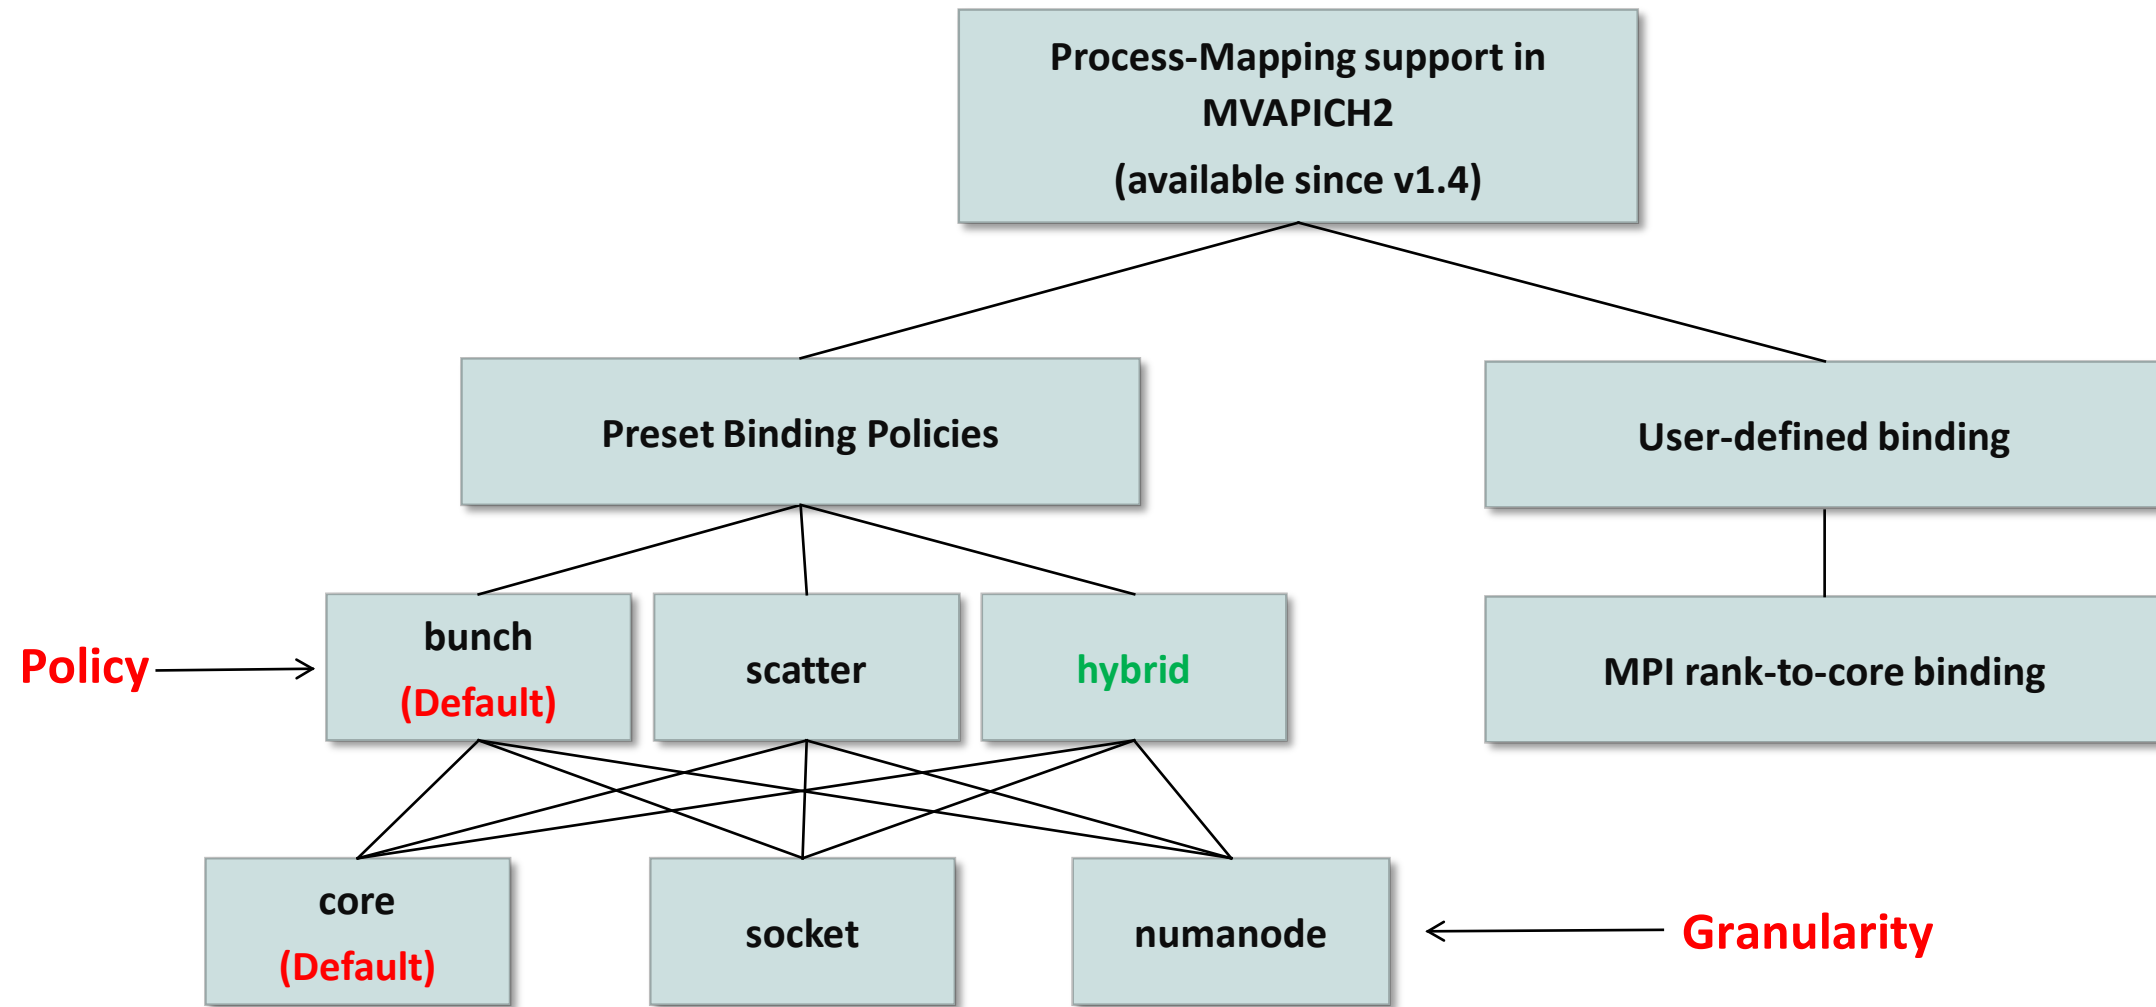 Process-Mapping support in
MVAPICH2
(available since v1.4)
Preset Binding Policies
User-defined binding
Policy
bunch
(Default)
scatter
hybrid
MPI rank-to-core binding
core
(Default)
socket
numanode
Granularity